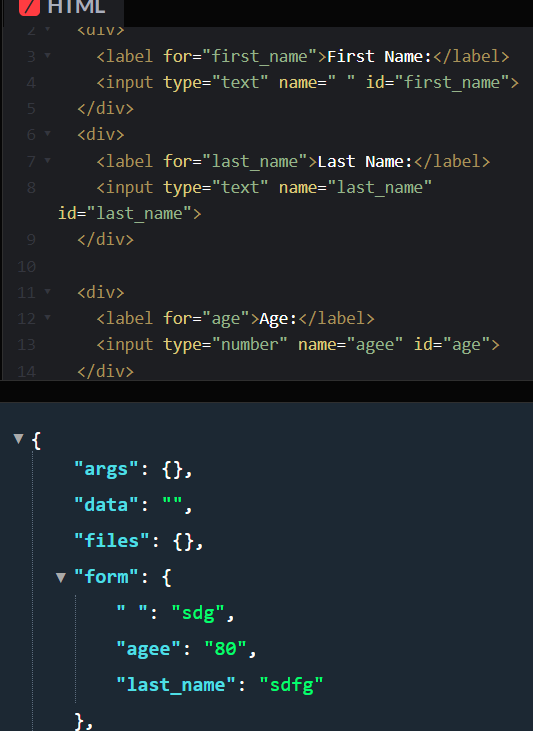 HTML
2 <div>
3 <label for="first_name">First Name:</label>
4 <input type="text" name=" " id="first_name">
5 </div>
6 <div>
7 <label for="last_name">Last Name:</label>
8 <input type="text" name="last_name"
id="last_name">
9 </div>
10
11 <div>
12 <label for="age">Age:</label>
13 <input type="number" name="agee" id="age">
14 </div>
{
"args": {},
"data": "",
"files": {},
"form": {
" ": "sdg",
"agee": "80",
"last_name": "sdfg"
},